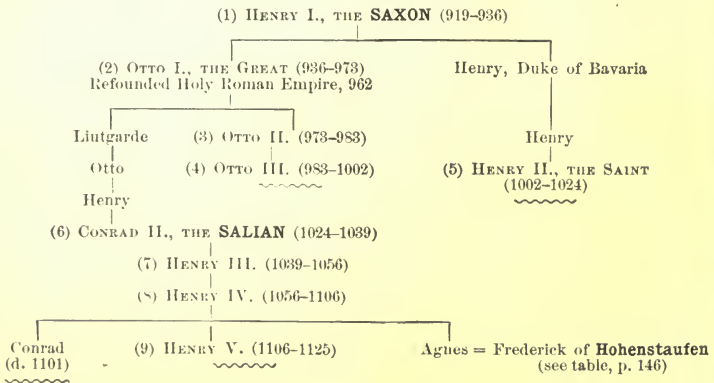 (1) Henry I., the SAXON (919–936)
(2) Otto I., the Great (936–973)
Refounded Holy Roman Empire, 962
Henry, Duke of Bavaria
Liutgarde
(3) Otto II. (973–983)
Henry
Otto
(4) Otto III. (983–1002)
(5) Henry II., the Saint
(1002–1024)
Henry
(6) Conrad II., the SALIAN (1024–1039)
(7) Henry III. (1039–1056)
(8) Henry IV. (1056–1106)
Conrad
(d. 1101)
(9) Henry V. (1106–1125)
Agnes = Frederick of Hohenstaufen
(see table, p. 146)